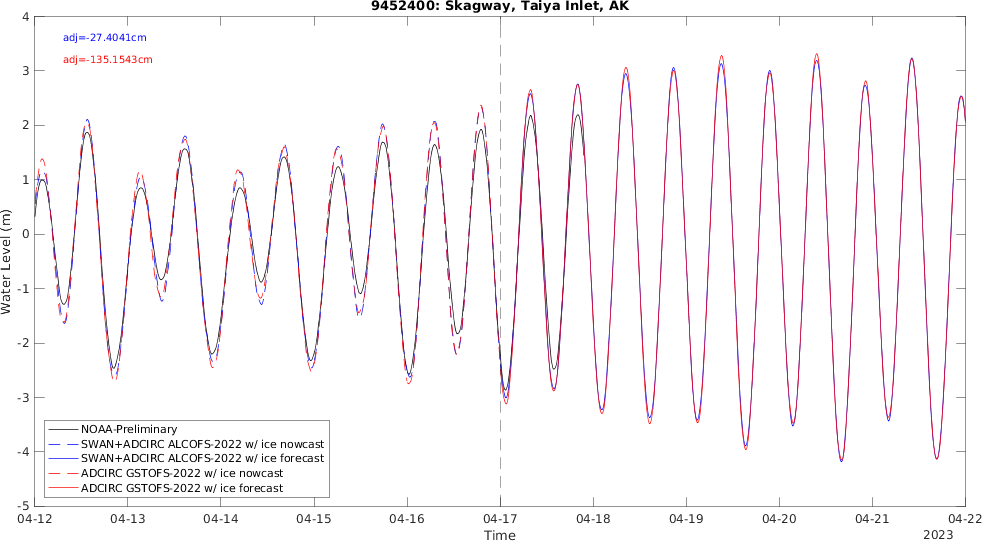 9452400: Skagway, Taiya Inlet, AK
adj=-27.4041cm
adj=-135.1543cm
Water Level (m)
4
3
2
1
0
-1
-2
-3
-4
-5
NOAA-Preliminary
SWAN+ADCIRC ALCOFS-2022 w/ ice nowcast
SWAN+ADCIRC ALCOFS-2022 w/ ice forecast
ADCIRC GSTOFS-2022 w/ ice nowcast
ADCIRC GSTOFS-2022 w/ ice forecast
04-12 04-13 04-14 04-15 04-16 04-17 04-18 04-19 04-20 04-21 04-22
Time
2023